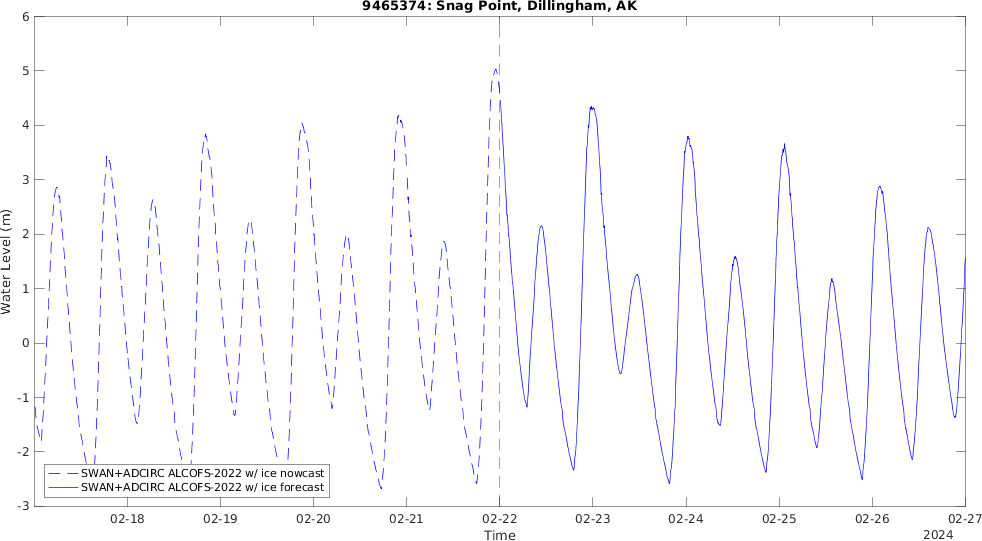 9465374: Snag Point, Dillingham, AK
6
5
4
3
2
1
0
-1
-2
-3
Water Level (m)
SWAN+ADCIRC ALCOFS-2022 w/ ice nowcast
SWAN+ADCIRC ALCOFS-2022 w/ ice forecast
02-18 02-19 02-20 02-21 02-22 02-23 02-24 02-25 02-26 02-27
Time
2024